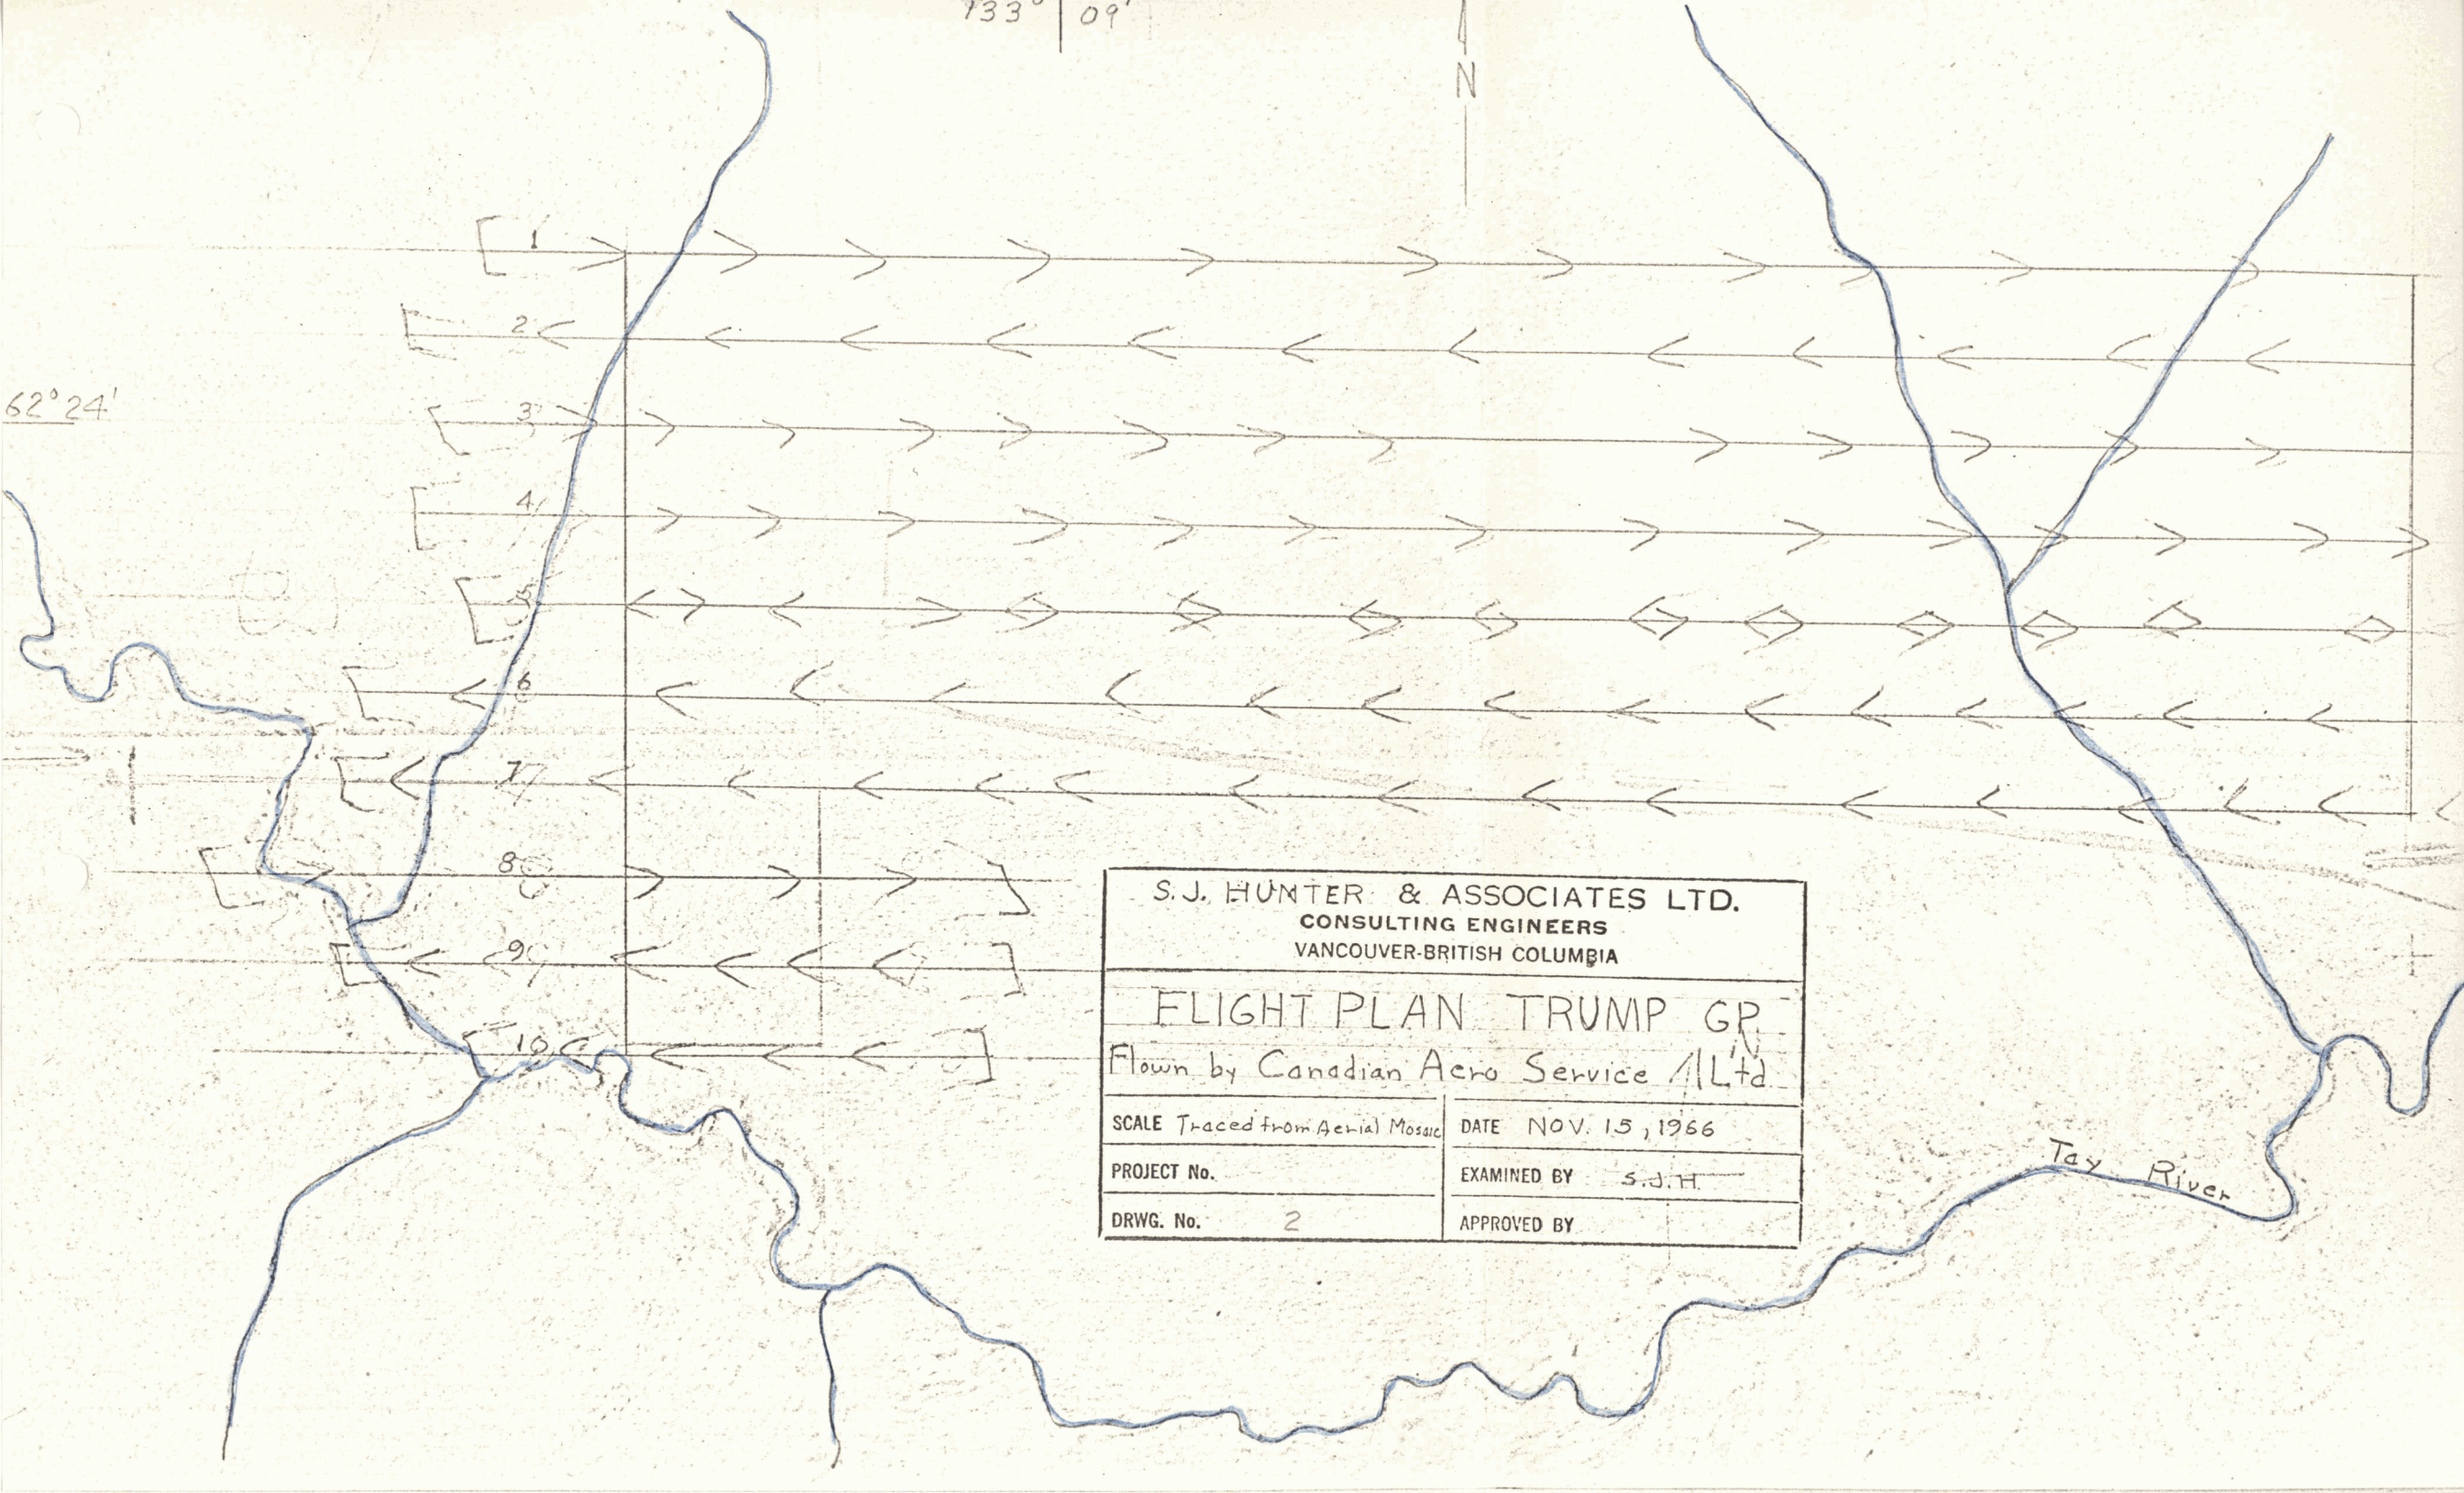 133° 09'
N
1
2
62° 24'
3
4
5
6
7
8
9
10
S. J. HUNTER & ASSOCIATES LTD.
CONSULTING ENGINEERS
VANCOUVER-BRITISH COLUMBIA
FLIGHT PLAN TRUMP GP.
Flown by Canadian Aero Service Ltd.
SCALE Traced from Aerial Mosaic
DATE NOV. 15, 1966
PROJECT No.
EXAMINED BY S.J.H.
DRWG. No. 2
APPROVED BY
Tay River